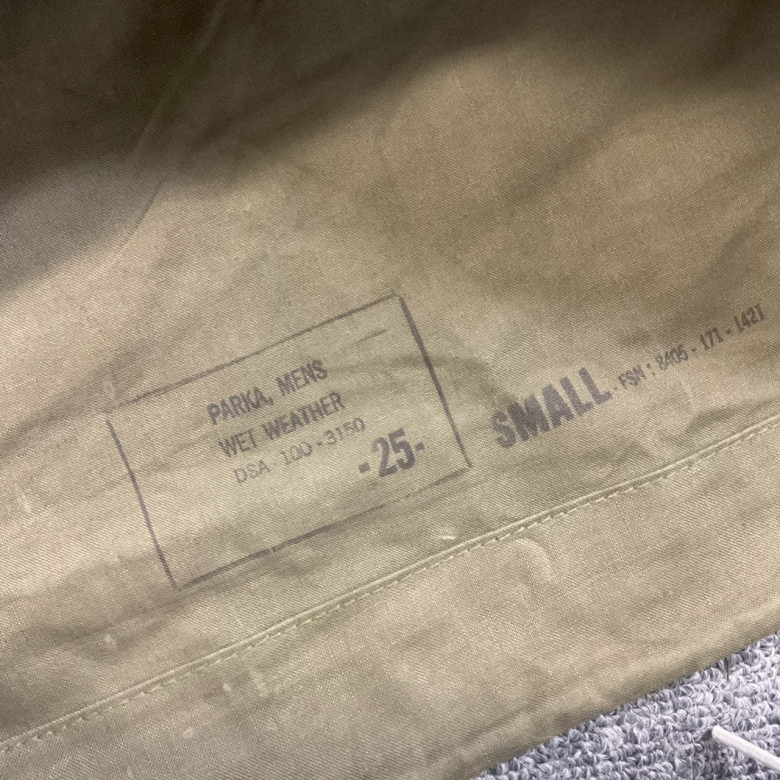 PARKA, MENS
WET WEATHER
DSA 100-3150
-25-
SMALL FSN : 8405 - 171 - 1421